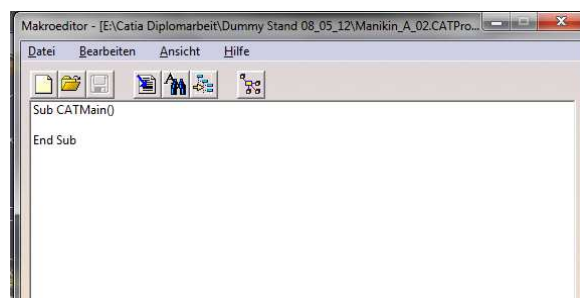 Makroeditor - [E:\Catia Diplomarbeit\Dummy Stand 08_05_12\Manikin_A_02.CATPro...
Datei Bearbeiten Ansicht Hilfe
Sub CATMain()
End Sub